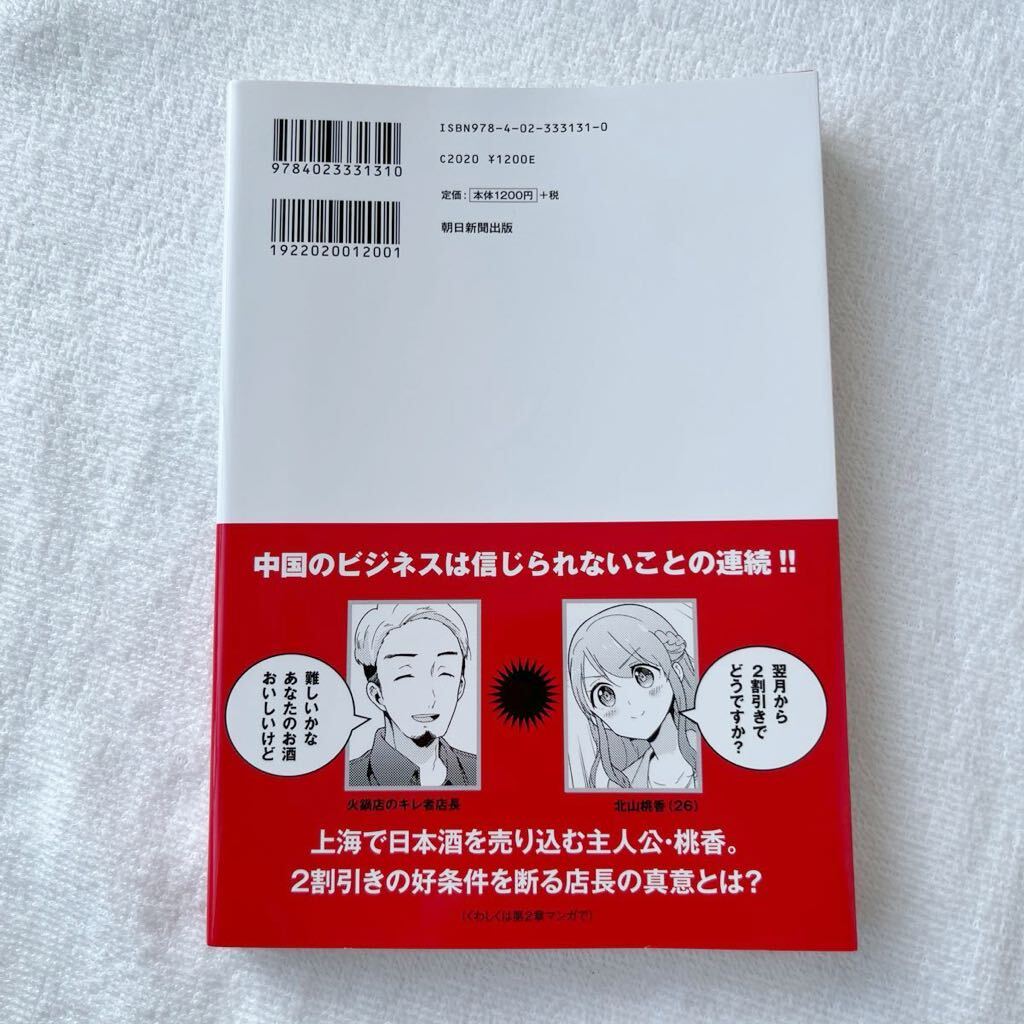 ISBN978-4-02-333131-0
9784023331310
C2020 ¥1200E
定価:本体1200円+税
朝日新聞出版
1922020012001
中国のビジネスは信じられないことの連続!!
翌月から
2割引きで
どうですか?
難しいかな
あなたのお酒
おいしいけど
火鍋店のキレ者店長
北山桃香(26)
上海で日本酒を売り込む主人公・桃香。
2割引きの好条件を断る店長の真意とは?
(くわしくは第2章マンガで)